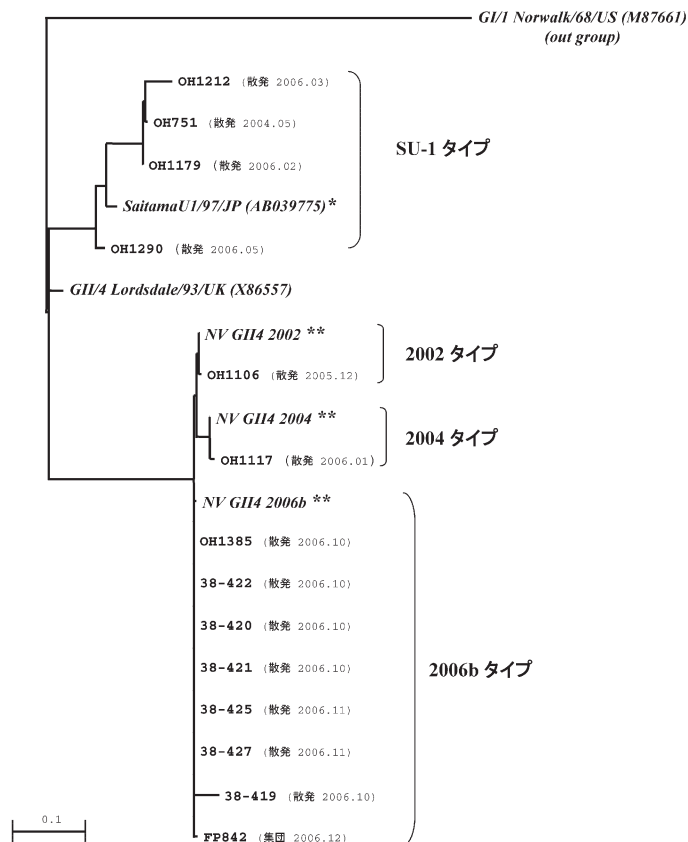 GI/1 Norwalk/68/US (M87661)
(out group)
OH1212 (散発 2006.03)
OH751 (散発 2004.05)
SU-1 タイプ
OH1179 (散発 2006.02)
SaitamaU1/97/JP (AB039775)*
OH1290 (散発 2006.05)
GII/4 Lordsdale/93/UK (X86557)
NV GII4 2002 **
2002 タイプ
OH1106 (散発 2005.12)
NV GII4 2004 **
2004 タイプ
OH1117 (散発 2006.01)
NV GII4 2006b **
OH1385 (散発 2006.10)
38-422 (散発 2006.10)
38-420 (散発 2006.10)
38-421 (散発 2006.10)
2006b タイプ
38-425 (散発 2006.11)
38-427 (散発 2006.11)
38-419 (散発 2006.10)
0.1
FP842 (集団 2006.12)